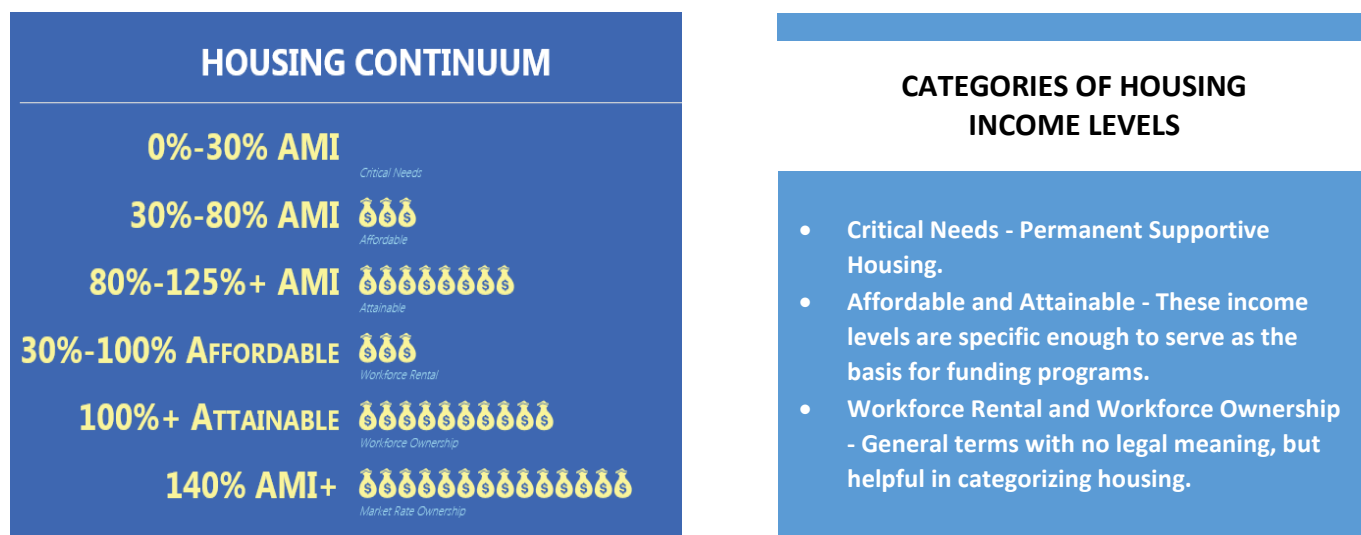 HOUSING CONTINUUM
0%-30% AMI
Critical Needs
30%-80% AMI
Affordable
80%-125%+ AMI
Attainable
30%-100% AFFORDABLE
Workforce Rental
100%+ ATTAINABLE
Workforce Ownership
140% AMI+
Market Rate Ownership
CATEGORIES OF HOUSING
INCOME LEVELS
• Critical Needs - Permanent Supportive
Housing.
• Affordable and Attainable - These income
levels are specific enough to serve as the
basis for funding programs.
• Workforce Rental and Workforce Ownership
- General terms with no legal meaning, but
helpful in categorizing housing.